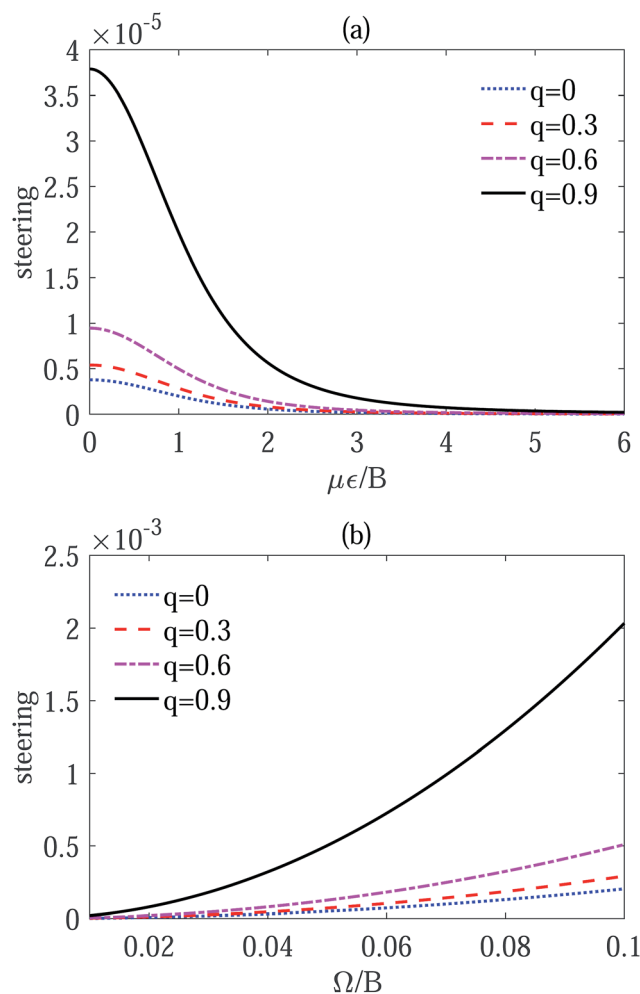 (a)
×10⁻⁵
4
3.5
3
2.5
2
1.5
1
0.5
0
steering
q=0
q=0.3
q=0.6
q=0.9
0 1 2 3 4 5 6
μϵ/B
(b)
×10⁻³
2.5
2
1.5
1
0.5
0
steering
q=0
q=0.3
q=0.6
q=0.9
0.02 0.04 0.06 0.08 0.1
Ω/B